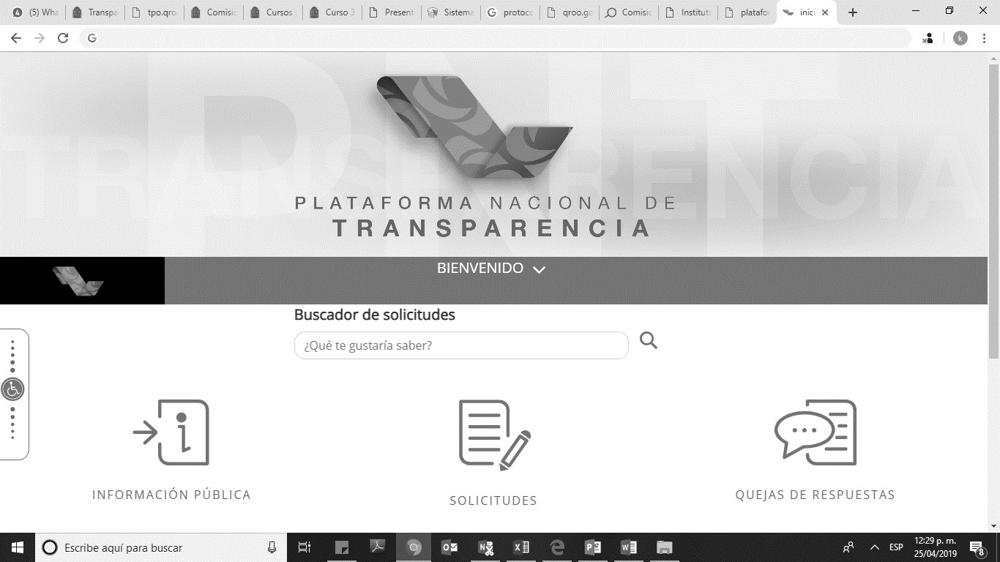 (5) Wha
Transpa
tpo.qroo
Comisio
Cursos
Curso 3
Present
Sistema
protoco
qroo.go
Comisio
Instituto
platafor
inici
k
PLATAFORMA NACIONAL DE
TRANSPARENCIA
BIENVENIDO
Buscador de solicitudes
¿Qué te gustaría saber?
INFORMACIÓN PÚBLICA
SOLICITUDES
QUEJAS DE RESPUESTAS
Escribe aquí para buscar
ESP
12:29 p. m.
25/04/2019
8